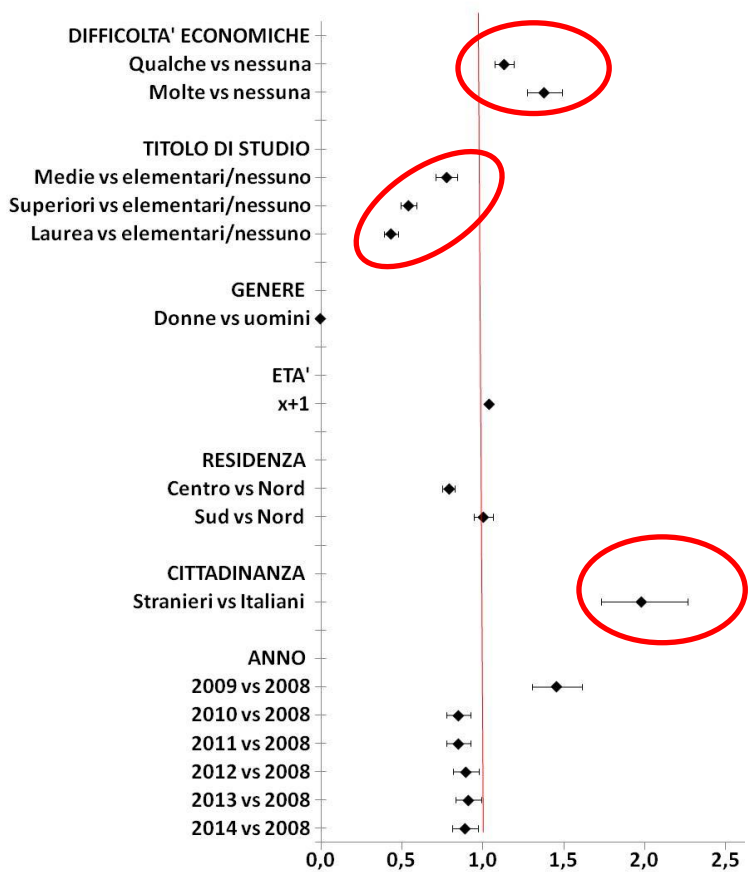 DIFFICOLTA' ECONOMICHE
Qualche vs nessuna
Molte vs nessuna
TITOLO DI STUDIO
Medie vs elementari/nessuno
Superiori vs elementari/nessuno
Laurea vs elementari/nessuno
GENERE
Donne vs uomini
ETA'
x+1
RESIDENZA
Centro vs Nord
Sud vs Nord
CITTADINANZA
Stranieri vs Italiani
ANNO
2009 vs 2008
2010 vs 2008
2011 vs 2008
2012 vs 2008
2013 vs 2008
2014 vs 2008
0,0 0,5 1,0 1,5 2,0 2,5